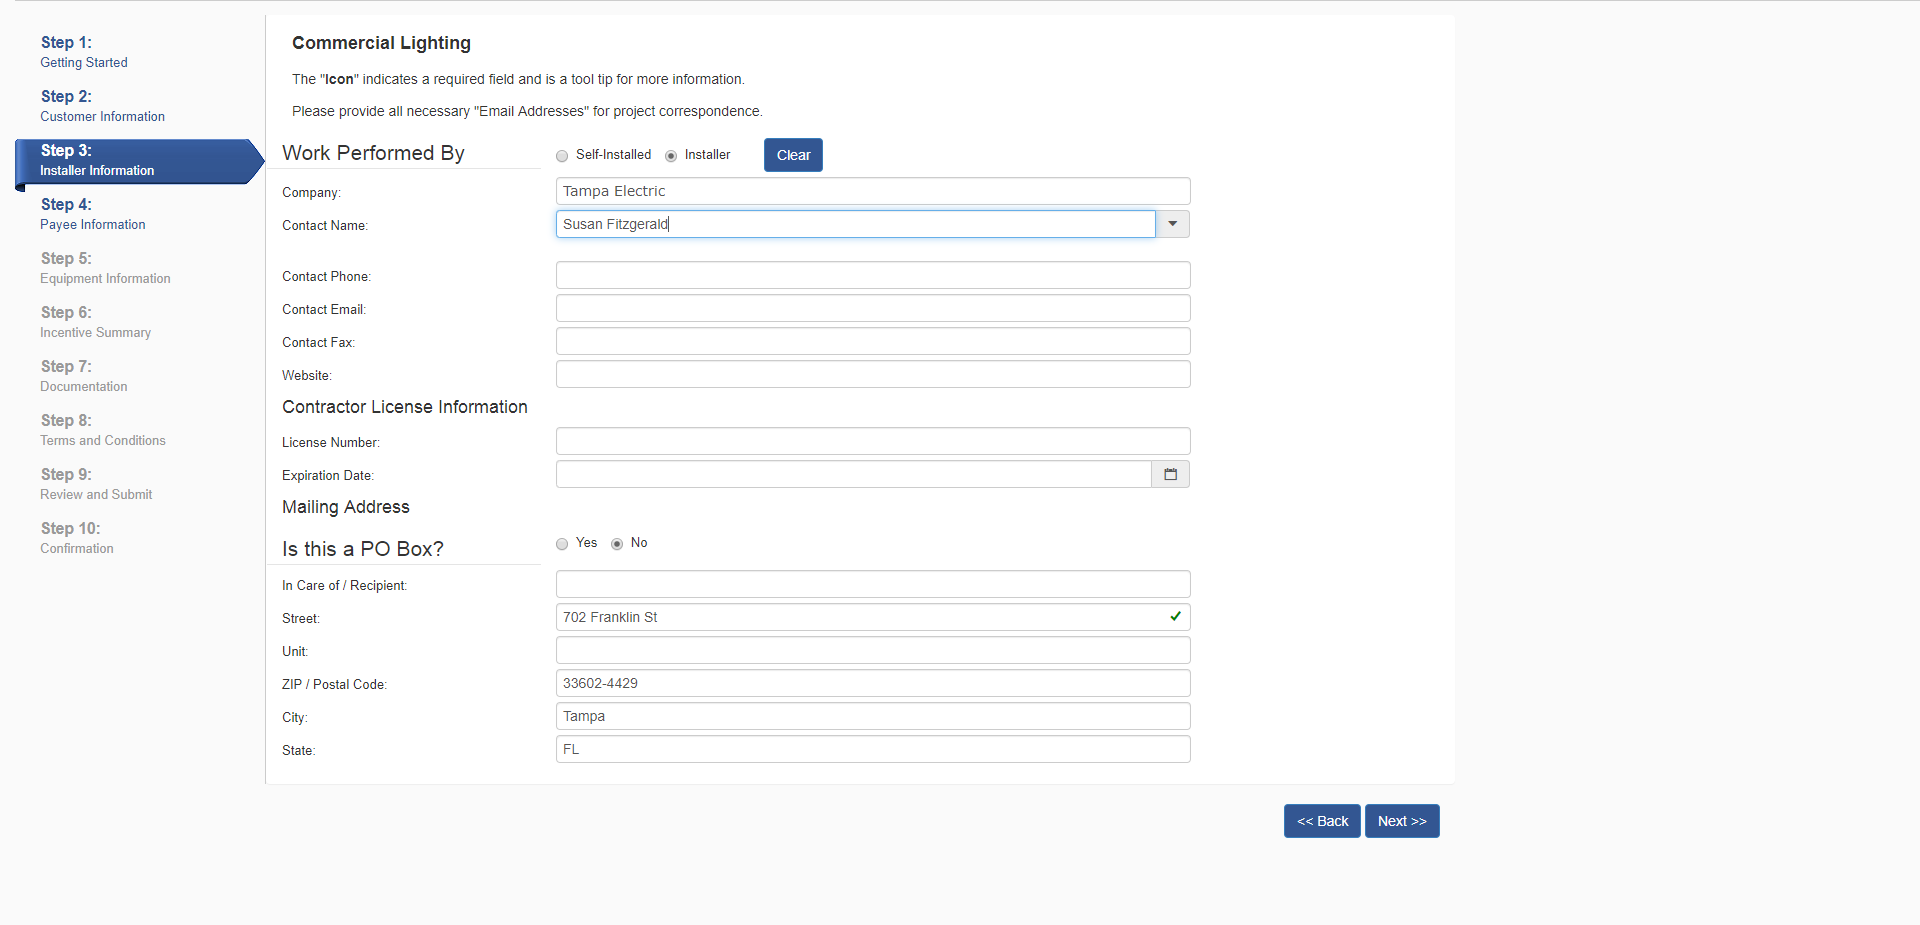 Step 1:
Getting Started
Step 2:
Customer Information
Step 3:
Installer Information
Step 4:
Payee Information
Step 5:
Equipment Information
Step 6:
Incentive Summary
Step 7:
Documentation
Step 8:
Terms and Conditions
Step 9:
Review and Submit
Step 10:
Confirmation
Commercial Lighting
The "Icon" indicates a required field and is a tool tip for more information.
Please provide all necessary "Email Addresses" for project correspondence.
Work Performed By Self-Installed Installer Clear
Company: Tampa Electric
Contact Name: Susan Fitzgerald
Contact Phone:
Contact Email:
Contact Fax:
Website:
Contractor License Information
License Number:
Expiration Date:
Mailing Address
Is this a PO Box? Yes No
In Care of / Recipient:
Street: 702 Franklin St
Unit:
ZIP / Postal Code: 33602-4429
City: Tampa
State: FL
<< Back Next >>